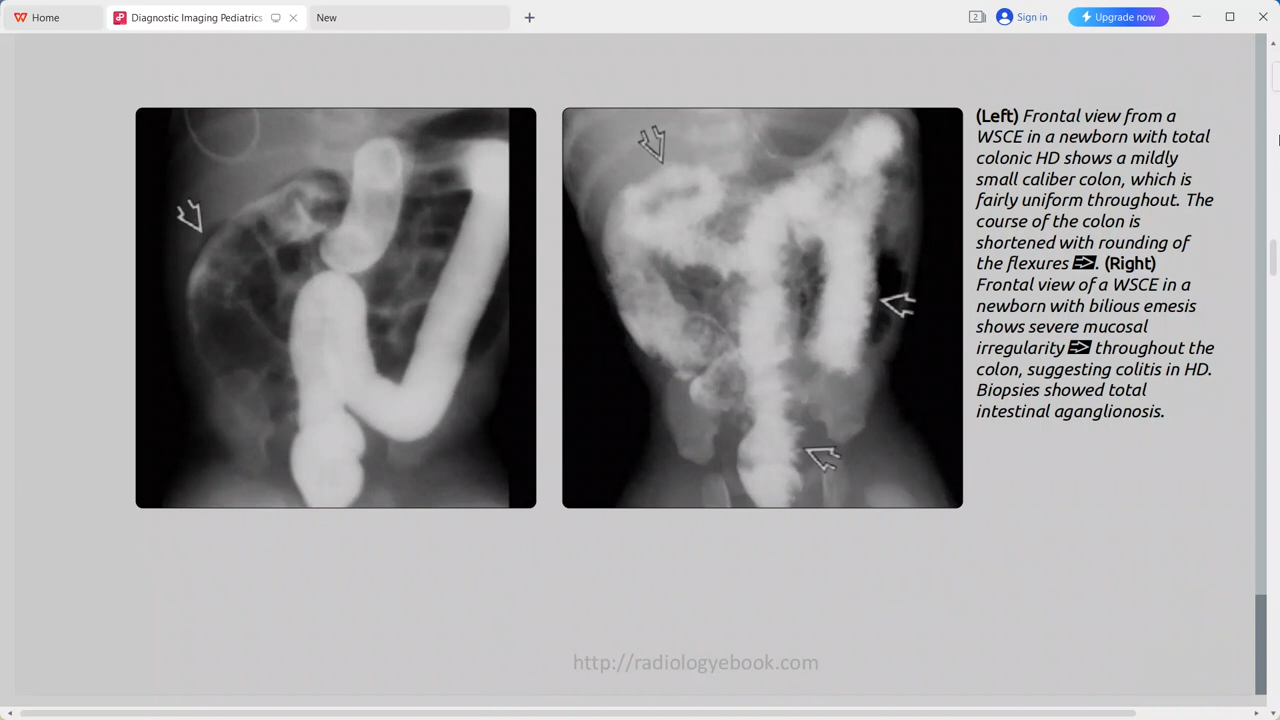 Home
Diagnostic Imaging Pediatrics
New
2
Sign in
Upgrade now
(Left) Frontal view from a
WSCE in a newborn with total
colonic HD shows a mildly
small caliber colon, which is
fairly uniform throughout. The
course of the colon is
shortened with rounding of
the flexures. (Right)
Frontal view of a WSCE in a
newborn with bilious emesis
shows severe mucosal
irregularity throughout the
colon, suggesting colitis in HD.
Biopsies showed total
intestinal aganglionosis.
http://radiologyebook.com